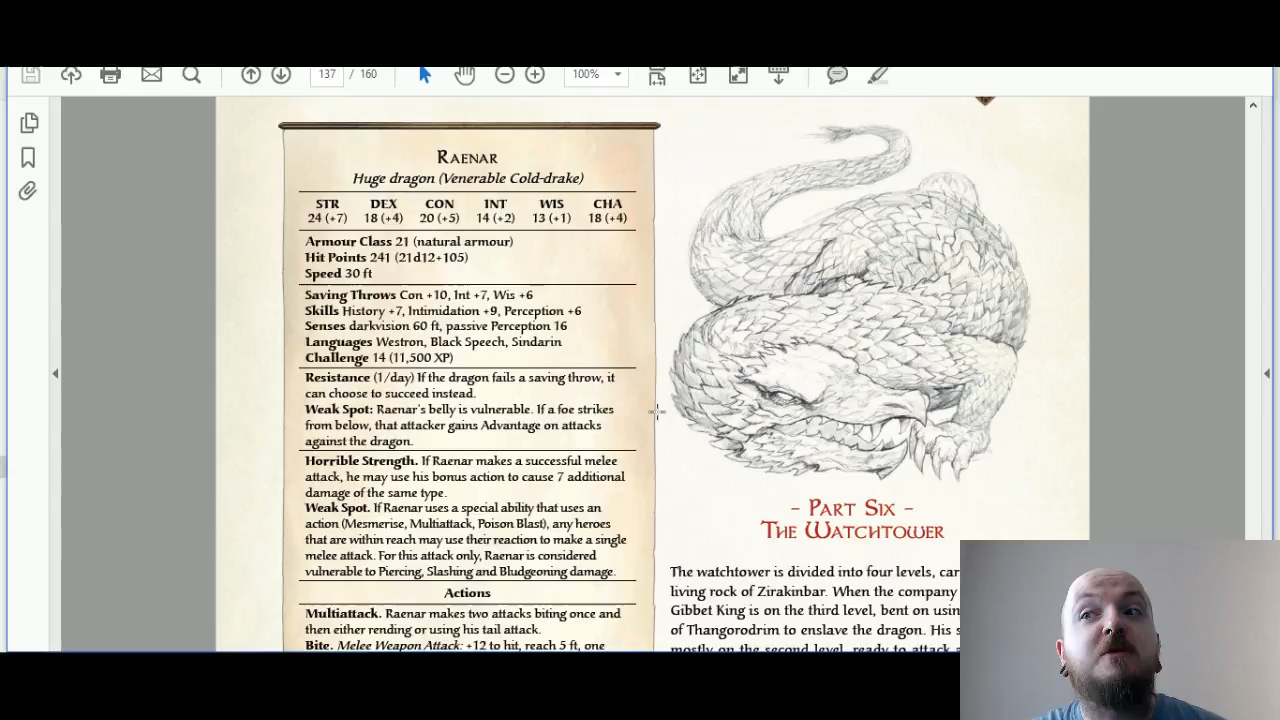 137 / 160
100%
RAENAR
Huge dragon (Venerable Cold-drake)
STR DEX CON INT WIS CHA
24 (+7) 18 (+4) 20 (+5) 14 (+2) 13 (+1) 18 (+4)
Armour Class 21 (natural armour)
Hit Points 241 (21d12+105)
Speed 30 ft
Saving Throws Con +10, Int +7, Wis +6
Skills History +7, Intimidation +9, Perception +6
Senses darkvision 60 ft, passive Perception 16
Languages Westron, Black Speech, Sindarin
Challenge 14 (11,500 XP)
Resistance (1/day) If the dragon fails a saving throw, it
can choose to succeed instead.
Weak Spot: Raenar's belly is vulnerable. If a foe strikes
from below, that attacker gains Advantage on attacks
against the dragon.
Horrible Strength. If Raenar makes a successful melee
attack, he may use his bonus action to cause 7 additional
damage of the same type.
Weak Spot. If Raenar uses a special ability that uses an
action (Mesmerise, Multiattack, Poison Blast), any heroes
that are within reach may use their reaction to make a single
melee attack. For this attack only, Raenar is considered
vulnerable to Piercing, Slashing and Bludgeoning damage.
Actions
Multiattack. Raenar makes two attacks biting once and
then either rending or using his tail attack.
Bite. Melee Weapon Attack: +12 to hit, reach 5 ft, one
- PART SIX -
THE WATCHTOWER
The watchtower is divided into four levels, car
living rock of Zirakinbar. When the company
Gibbet King is on the third level, bent on usin
of Thangorodrim to enslave the dragon. His s
mostly on the second level, ready to attack a